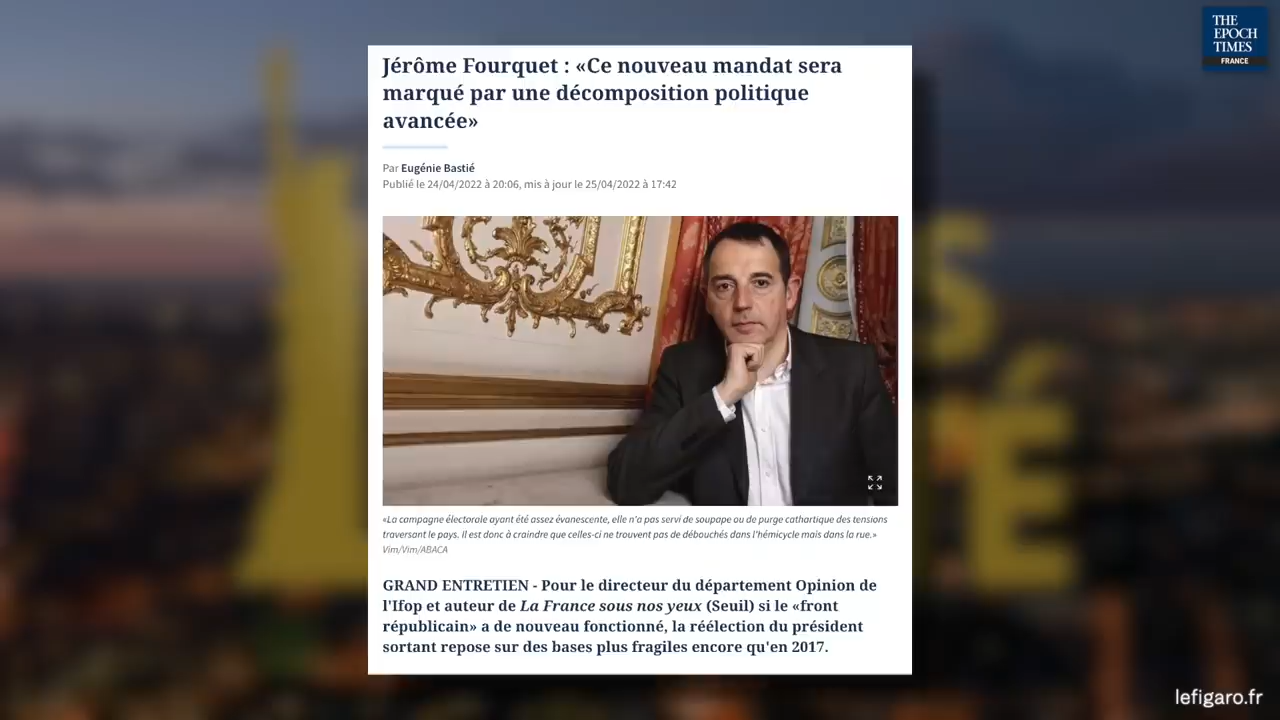 THE
EPOCH
TIMES
FRANCE
Jérôme Fourquet : «Ce nouveau mandat sera
marqué par une décomposition politique
avancée»
Par Eugénie Bastié
Publié le 24/04/2022 à 20:06, mis à jour le 25/04/2022 à 17:42
«La campagne électorale ayant été assez évanescente, elle n'a pas servi de soupape ou de purge cathartique des tensions
traversant le pays. Il est donc à craindre que celles-ci ne trouvent pas de débouchés dans l'hémicycle mais dans la rue.»
Vim/Vim/ABACA
GRAND ENTRETIEN - Pour le directeur du département Opinion de
l'Ifop et auteur de La France sous nos yeux (Seuil) si le «front
républicain» a de nouveau fonctionné, la réélection du président
sortant repose sur des bases plus fragiles encore qu'en 2017.
lefigaro.fr